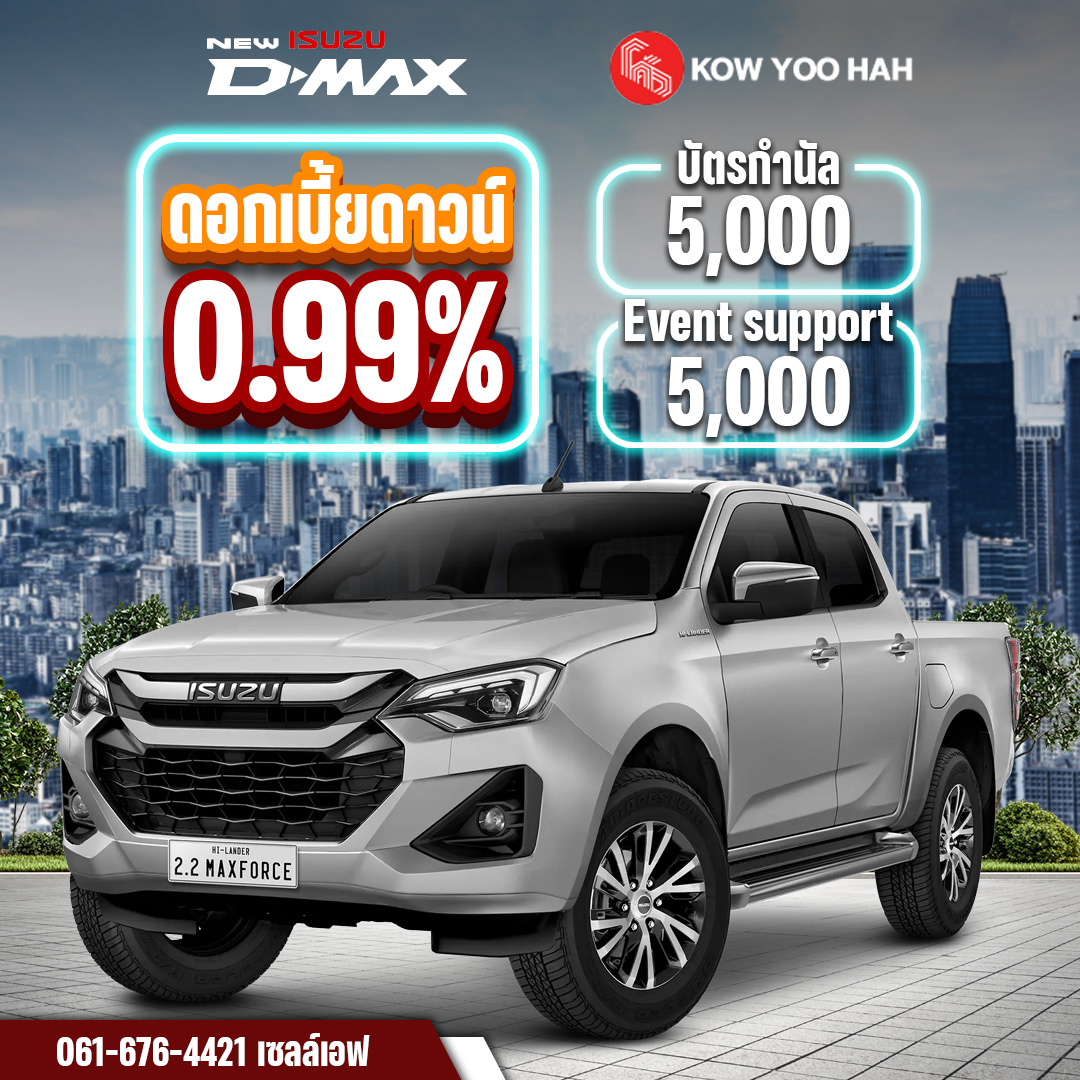 NEW ISUZU
D-MAX
KOW YOO HAH
ดอกเบี้ยดาวน์
0.99%
บัตรกำนัล
5,000
Event support
5,000
HI-LANDER
ISUZU
HI-LANDER
2.2 MAXFORCE
061-676-4421 เซลล์เอฟ